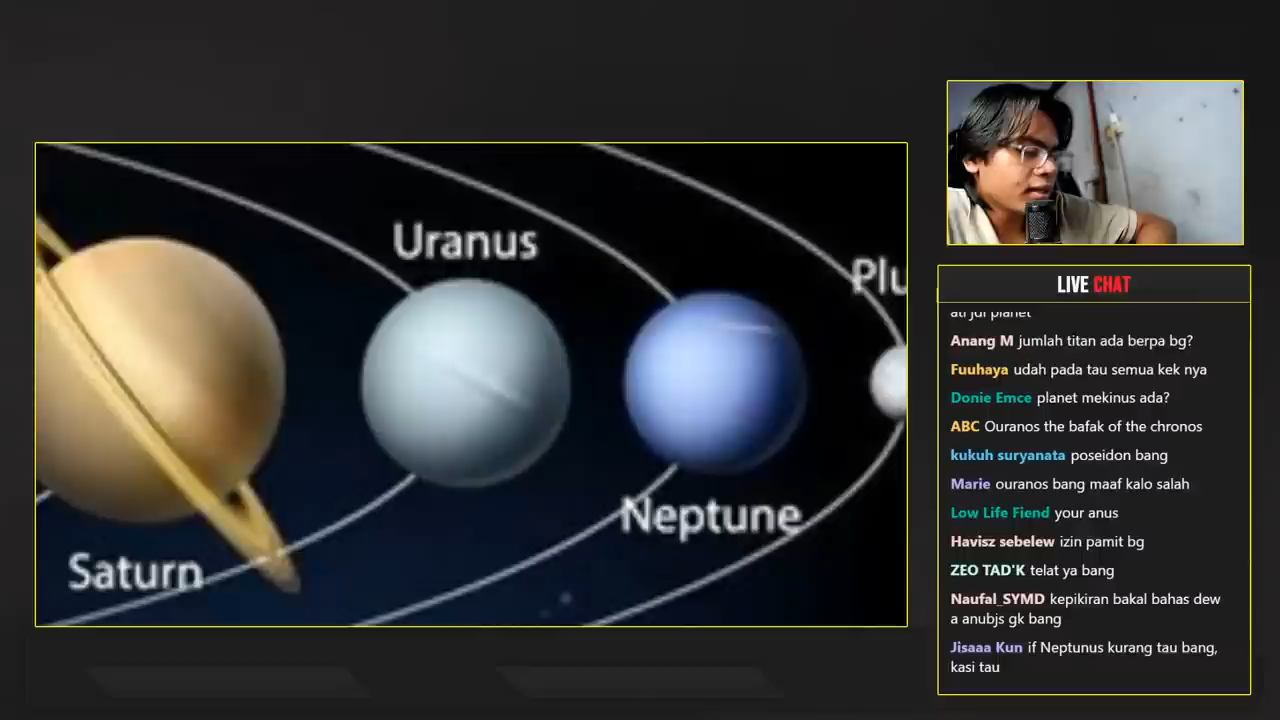 Uranus
Plu
Neptune
Saturn
LIVE CHAT
ati jdi planet
Anang M jumlah titan ada berpa bg?
Fuuhaya udah pada tau semua kek nya
Donie Emce planet mekinus ada?
ABC Ouranos the bafak of the chronos
kukuh suryanata poseidon bang
Marie ouranos bang maaf kalo salah
Low Life Fiend your anus
Havisz sebelew izin pamit bg
ZEO TAD'K telat ya bang
Naufal_SYMD kepikiran bakal bahas dew
a anubjs gk bang
Jisaaa Kun if Neptunus kurang tau bang,
kasi tau